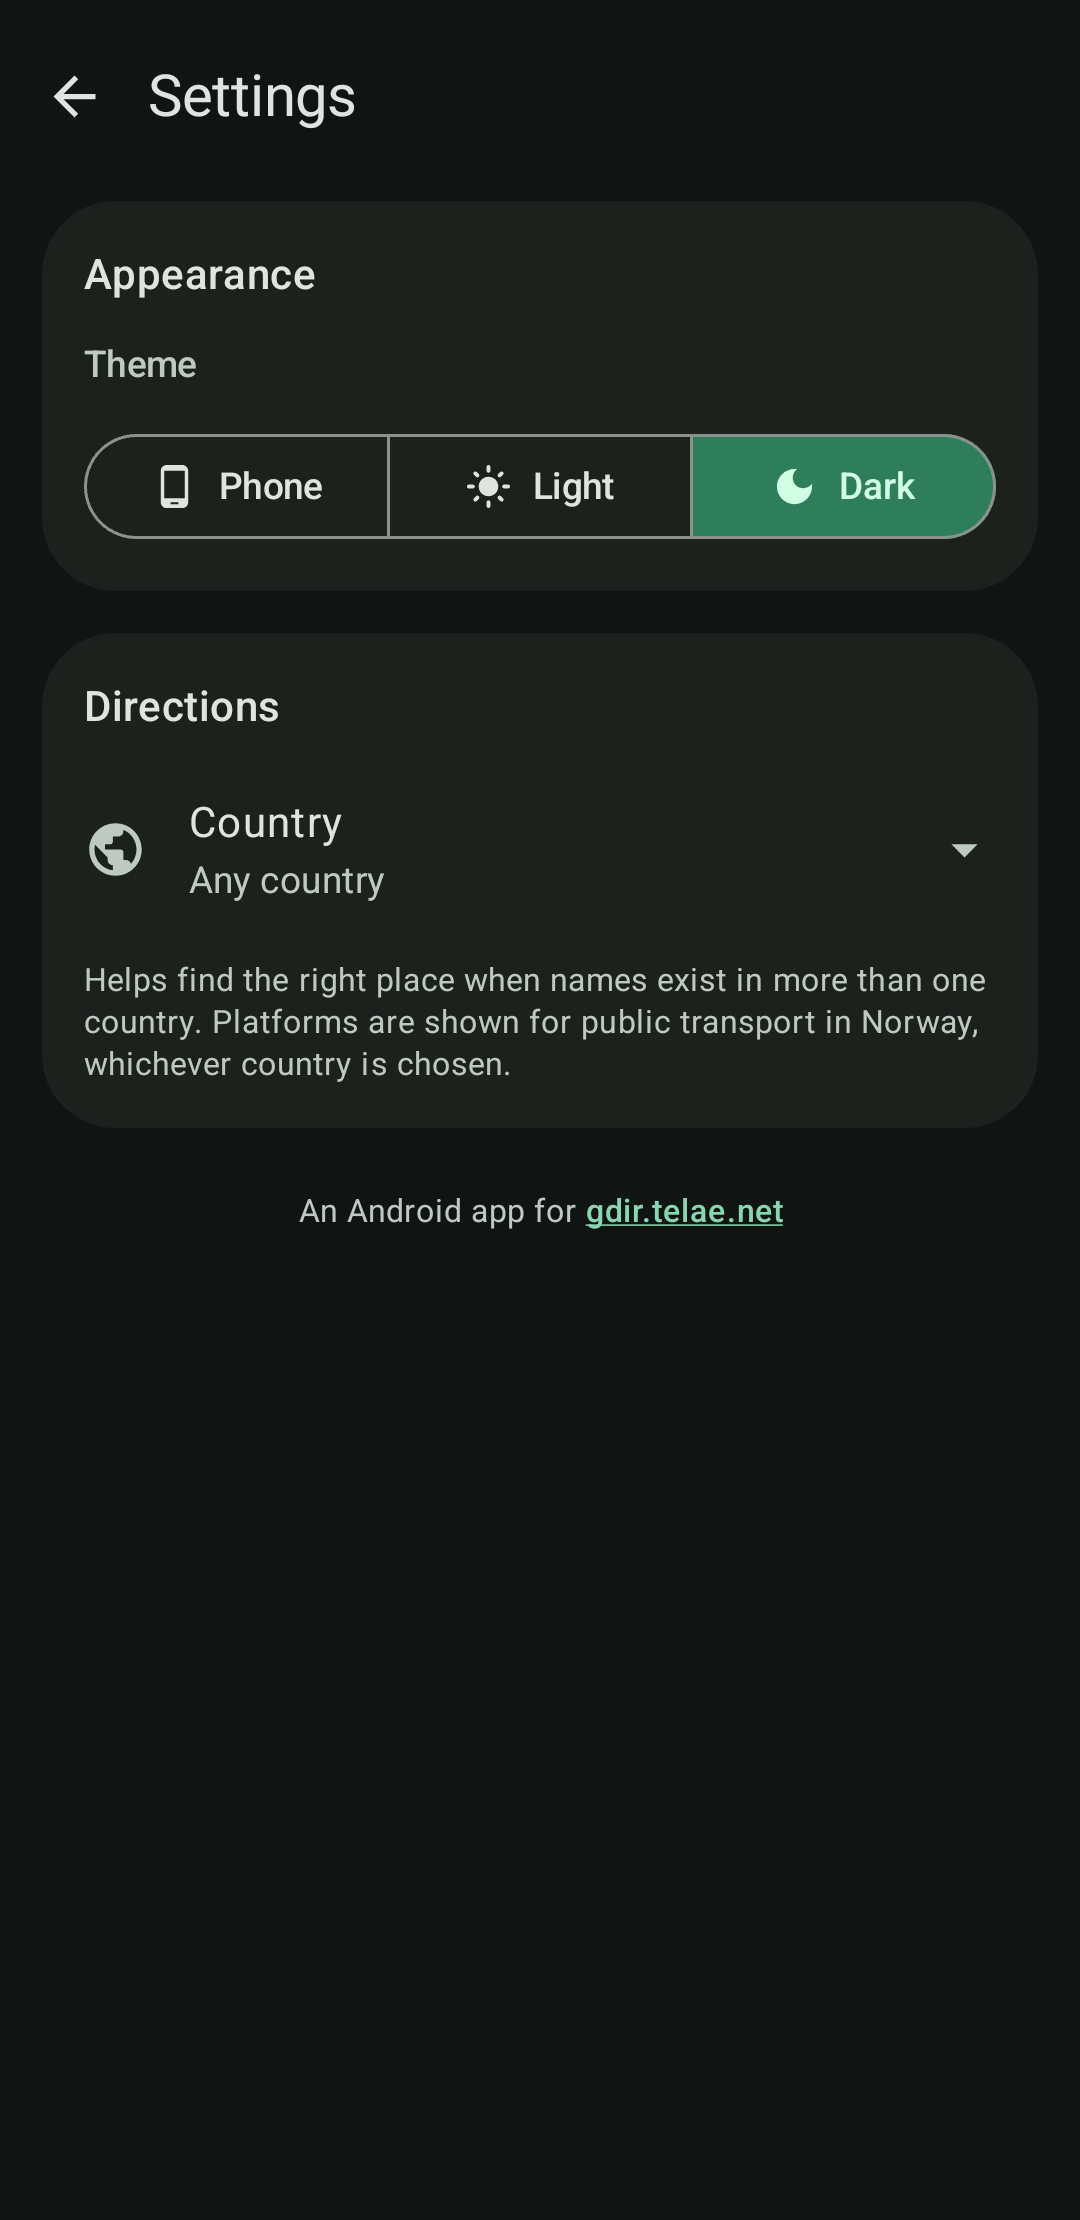 Settings
Appearance
Theme
Phone
Light
Dark
Directions
Country
Any country
Helps find the right place when names exist in more than one
country. Platforms are shown for public transport in Norway,
whichever country is chosen.
An Android app for gdir.telae.net